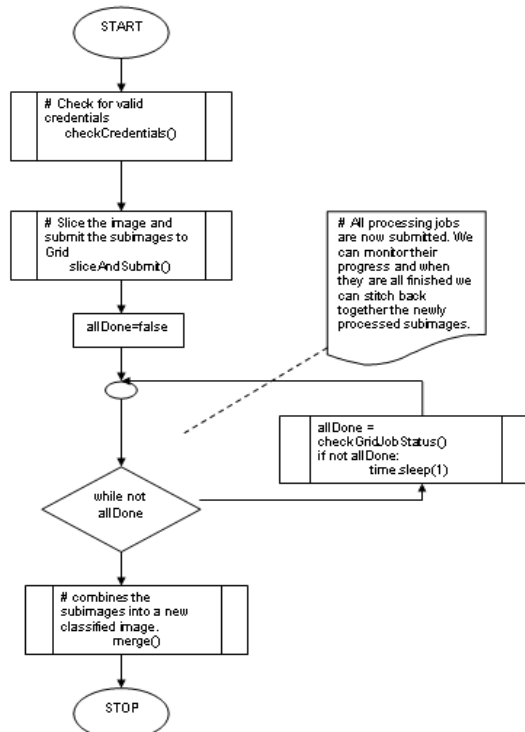 START
# Check for valid
credentials
checkCredentials()
# Slice the image and
submit the subimages to
Grid
sliceAndSubmit()
allDone=false
# All processing jobs
are now submitted. We
can monitor their
progress and when
they are all finished we
can stitch back
together the newly
processed subimages.
allDone =
checkGridJobStatus()
if not allDone:
time.sleep(1)
while not
allDone
# combines the
subimages into a new
classified image.
merge()
STOP